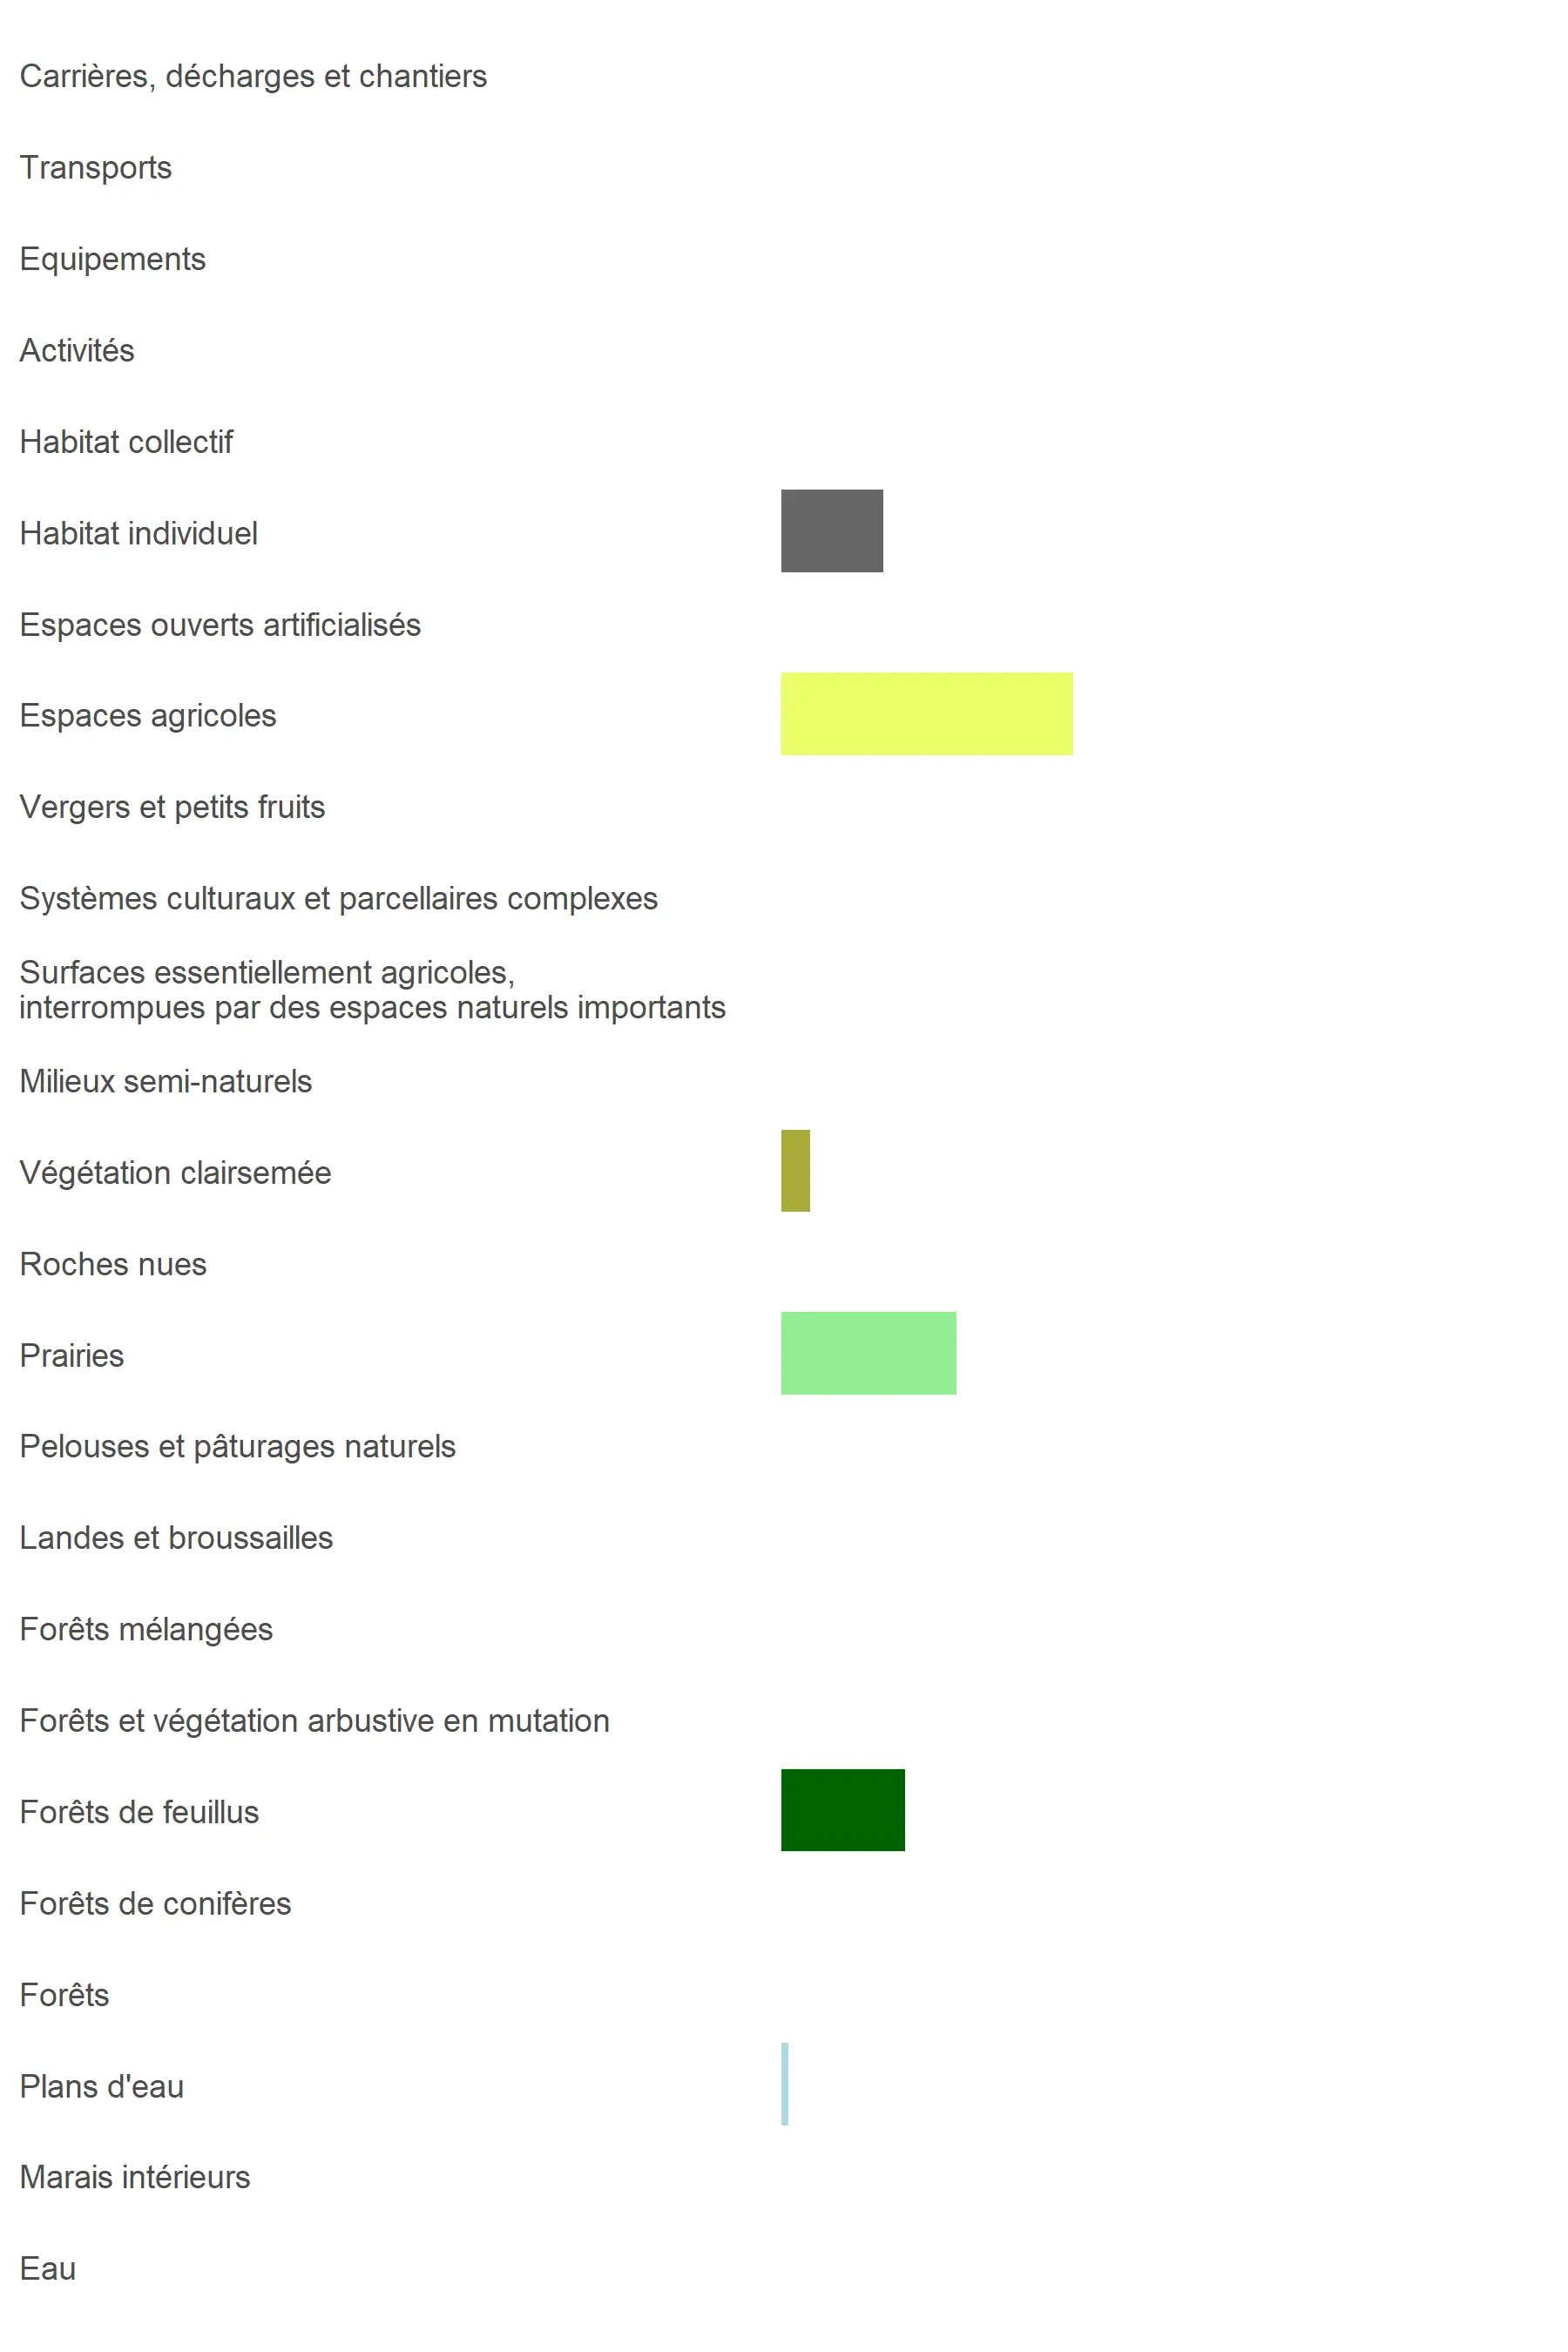 Carrières, décharges et chantiers
Transports
Equipements
Activités
Habitat collectif
Habitat individuel
Espaces ouverts artificialisés
Espaces agricoles
Vergers et petits fruits
Systèmes culturaux et parcellaires complexes
Surfaces essentiellement agricoles,
interrompues par des espaces naturels importants
Milieux semi-naturels
Végétation clairsemée
Roches nues
Prairies
Pelouses et pâturages naturels
Landes et broussailles
Forêts mélangées
Forêts et végétation arbustive en mutation
Forêts de feuillus
Forêts de conifères
Forêts
Plans d'eau
Marais intérieurs
Eau